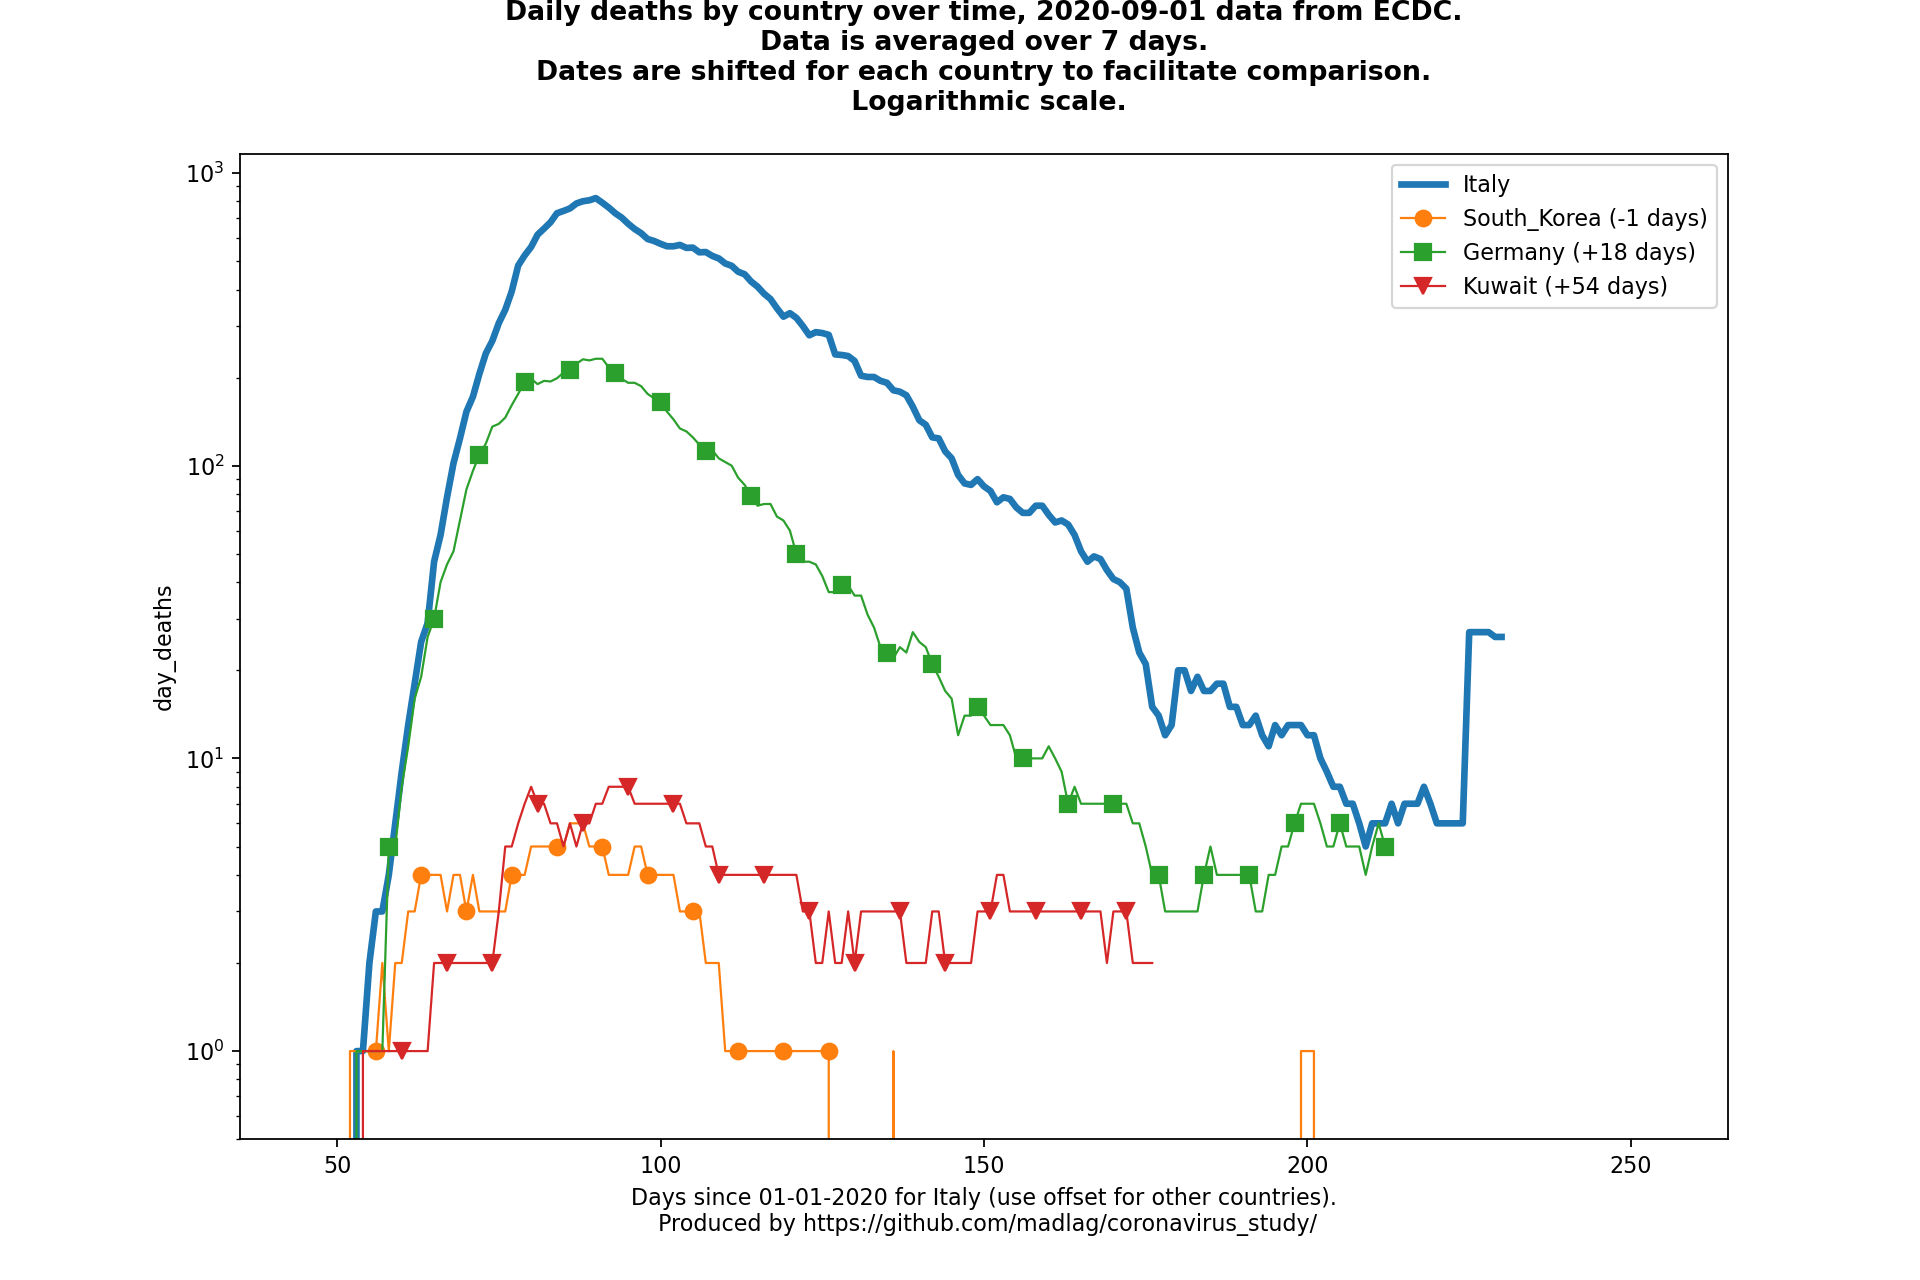 Daily deaths by country over time, 2020-09-01 data from ECDC.
Data is averaged over 7 days.
Dates are shifted for each country to facilitate comparison.
Logarithmic scale.
10³
10²
10¹
10⁰
day_deaths
Italy
South_Korea (-1 days)
Germany (+18 days)
Kuwait (+54 days)
50 100 150 200 250
Days since 01-01-2020 for Italy (use offset for other countries).
Produced by https://github.com/madlag/coronavirus_study/